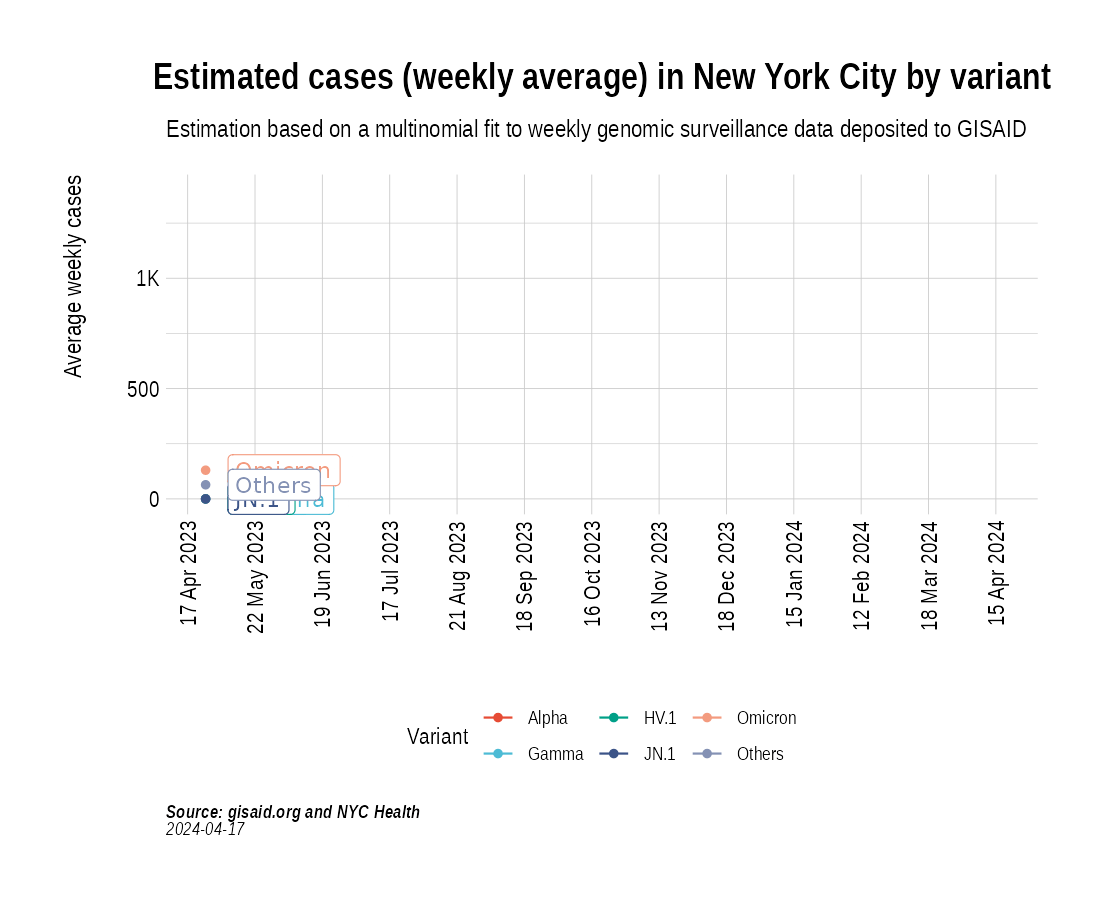 Estimated cases (weekly average) in New York City by variant
Estimation based on a multinomial fit to weekly genomic surveillance data deposited to GISAID
Average weekly cases
1K
500
0
Omicron
Others
JN.1
17 Apr 2023
22 May 2023
19 Jun 2023
17 Jul 2023
21 Aug 2023
18 Sep 2023
16 Oct 2023
13 Nov 2023
18 Dec 2023
15 Jan 2024
12 Feb 2024
18 Mar 2024
15 Apr 2024
Variant
Alpha
HV.1
Omicron
Gamma
JN.1
Others
Source: gisaid.org and NYC Health
2024-04-17